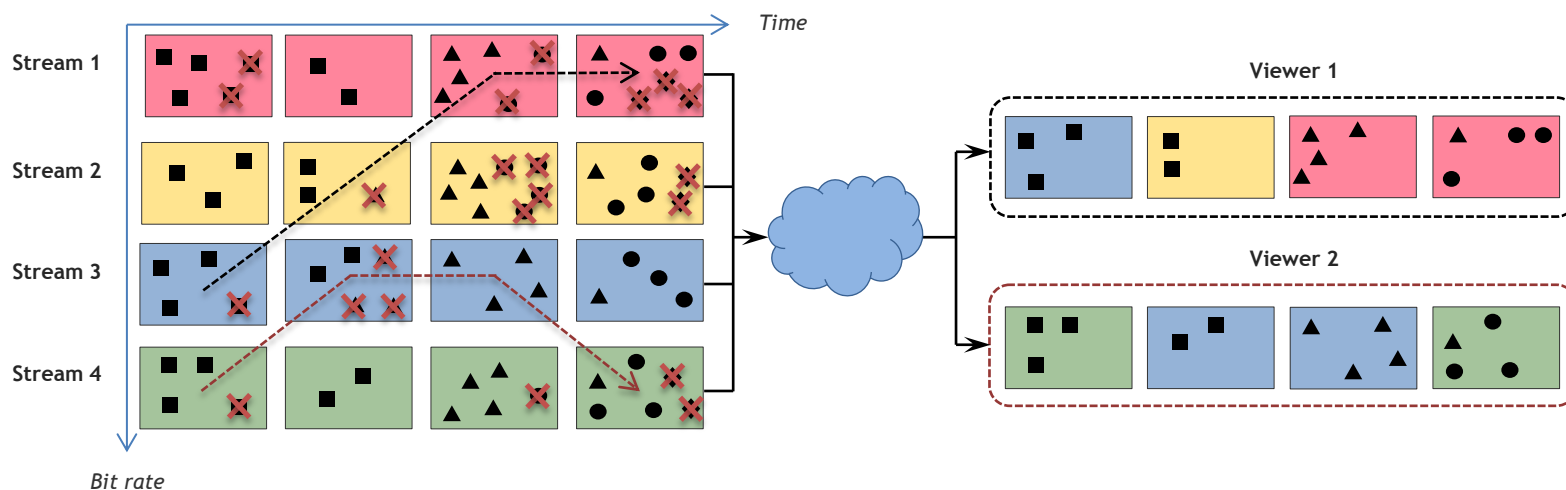 Time
Stream 1
Stream 2
Stream 3
Stream 4
Bit rate
Viewer 1
Viewer 2